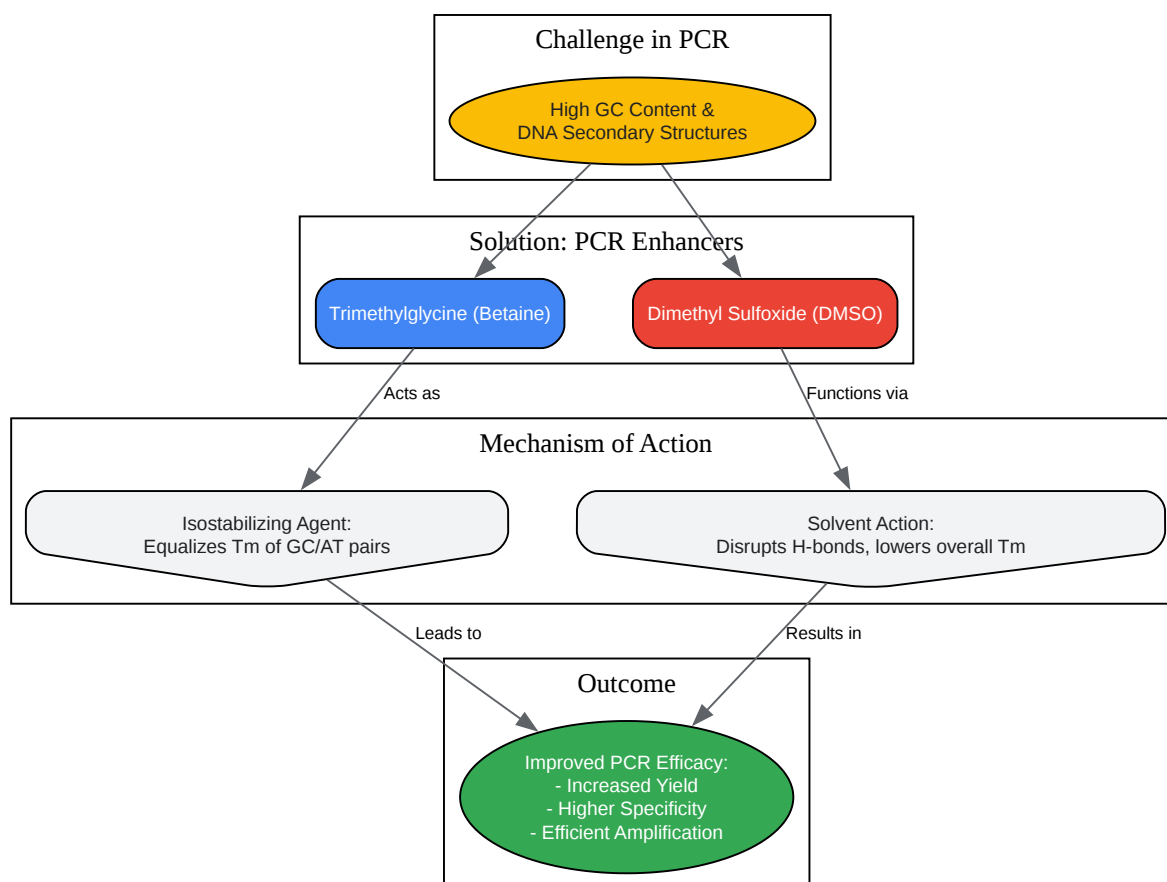 Challenge in PCR
High GC Content &
DNA Secondary Structures
Solution: PCR Enhancers
Trimethylglycine (Betaine)
Dimethyl Sulfoxide (DMSO)
Acts as
Functions via
Mechanism of Action
Isostabilizing Agent:
Equalizes Tm of GC/AT pairs
Solvent Action:
Disrupts H-bonds, lowers overall Tm
Leads to
Results in
Outcome
Improved PCR Efficacy:
- Increased Yield
- Higher Specificity
- Efficient Amplification